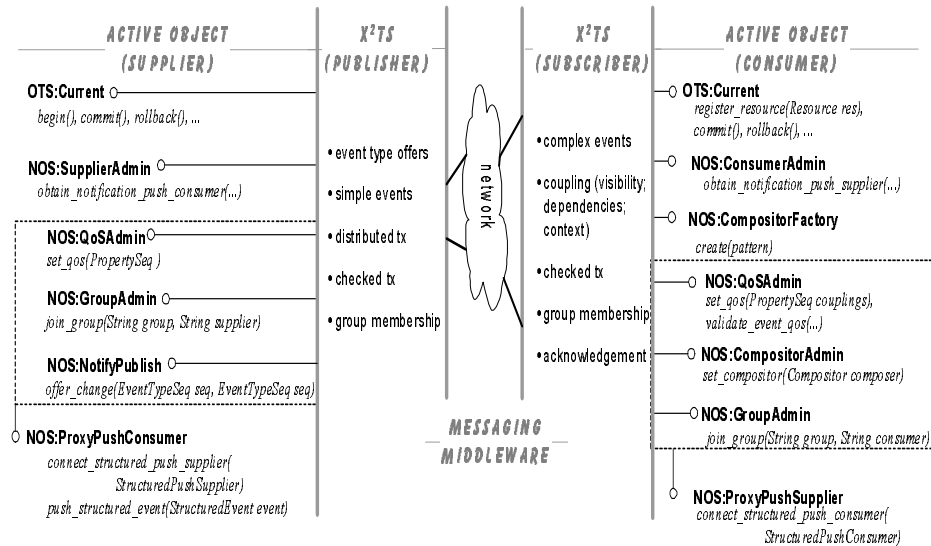 ACTIVE OBJECT
(SUPPLIER)
OTS:Current
begin(), commit(), rollback(), ...
NOS:SupplierAdmin
obtain_notification_push_consumer(...)
NOS:QoSAdmin
set_qos(PropertySeq )
NOS:GroupAdmin
join_group(String group, String supplier)
NOS:NotifyPublish
offer_change(EventTypeSeq seq, EventTypeSeq seq)
NOS:ProxyPushConsumer
connect_structured_push_supplier(
StructuredPushSupplier)
push_structured_event(StructuredEvent event)
X²TS
(PUBLISHER)
• event type offers
• simple events
• distributed tx
• checked tx
• group membership
network
MESSAGING
MIDDLEWARE
X²TS
(SUBSCRIBER)
• complex events
• coupling (visibility;
dependencies;
context)
• checked tx
• group membership
• acknowledgement
ACTIVE OBJECT
(CONSUMER)
OTS:Current
register_resource(Resource res),
commit(), rollback(), ...
NOS:ConsumerAdmin
obtain_notification_push_supplier(...)
NOS:CompositorFactory
create(pattern)
NOS:QoSAdmin
set_qos(PropertySeq couplings),
validate_event_qos(...)
NOS:CompositorAdmin
set_compositor(Compositor composer)
NOS:GroupAdmin
join_group(String group, String consumer)
NOS:ProxyPushSupplier
connect_structured_push_consumer(
StructuredPushConsumer)